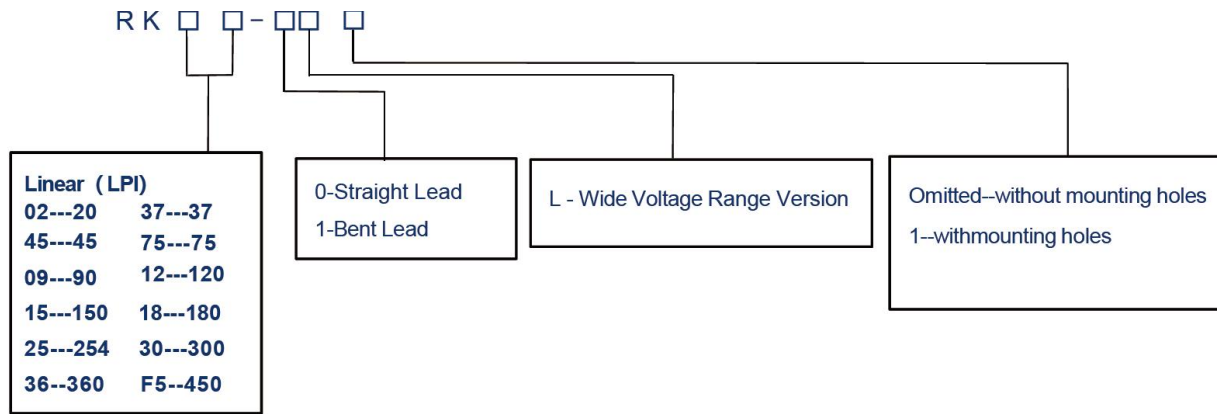 RK□□-□□□
Linear (LPI)
02---20 37---37
45---45 75---75
09---90 12---120
15---150 18---180
25---254 30---300
36--360 F5--450
0-Straight Lead
1-Bent Lead
L - Wide Voltage Range Version
Omitted--without mounting holes
1--withmounting holes